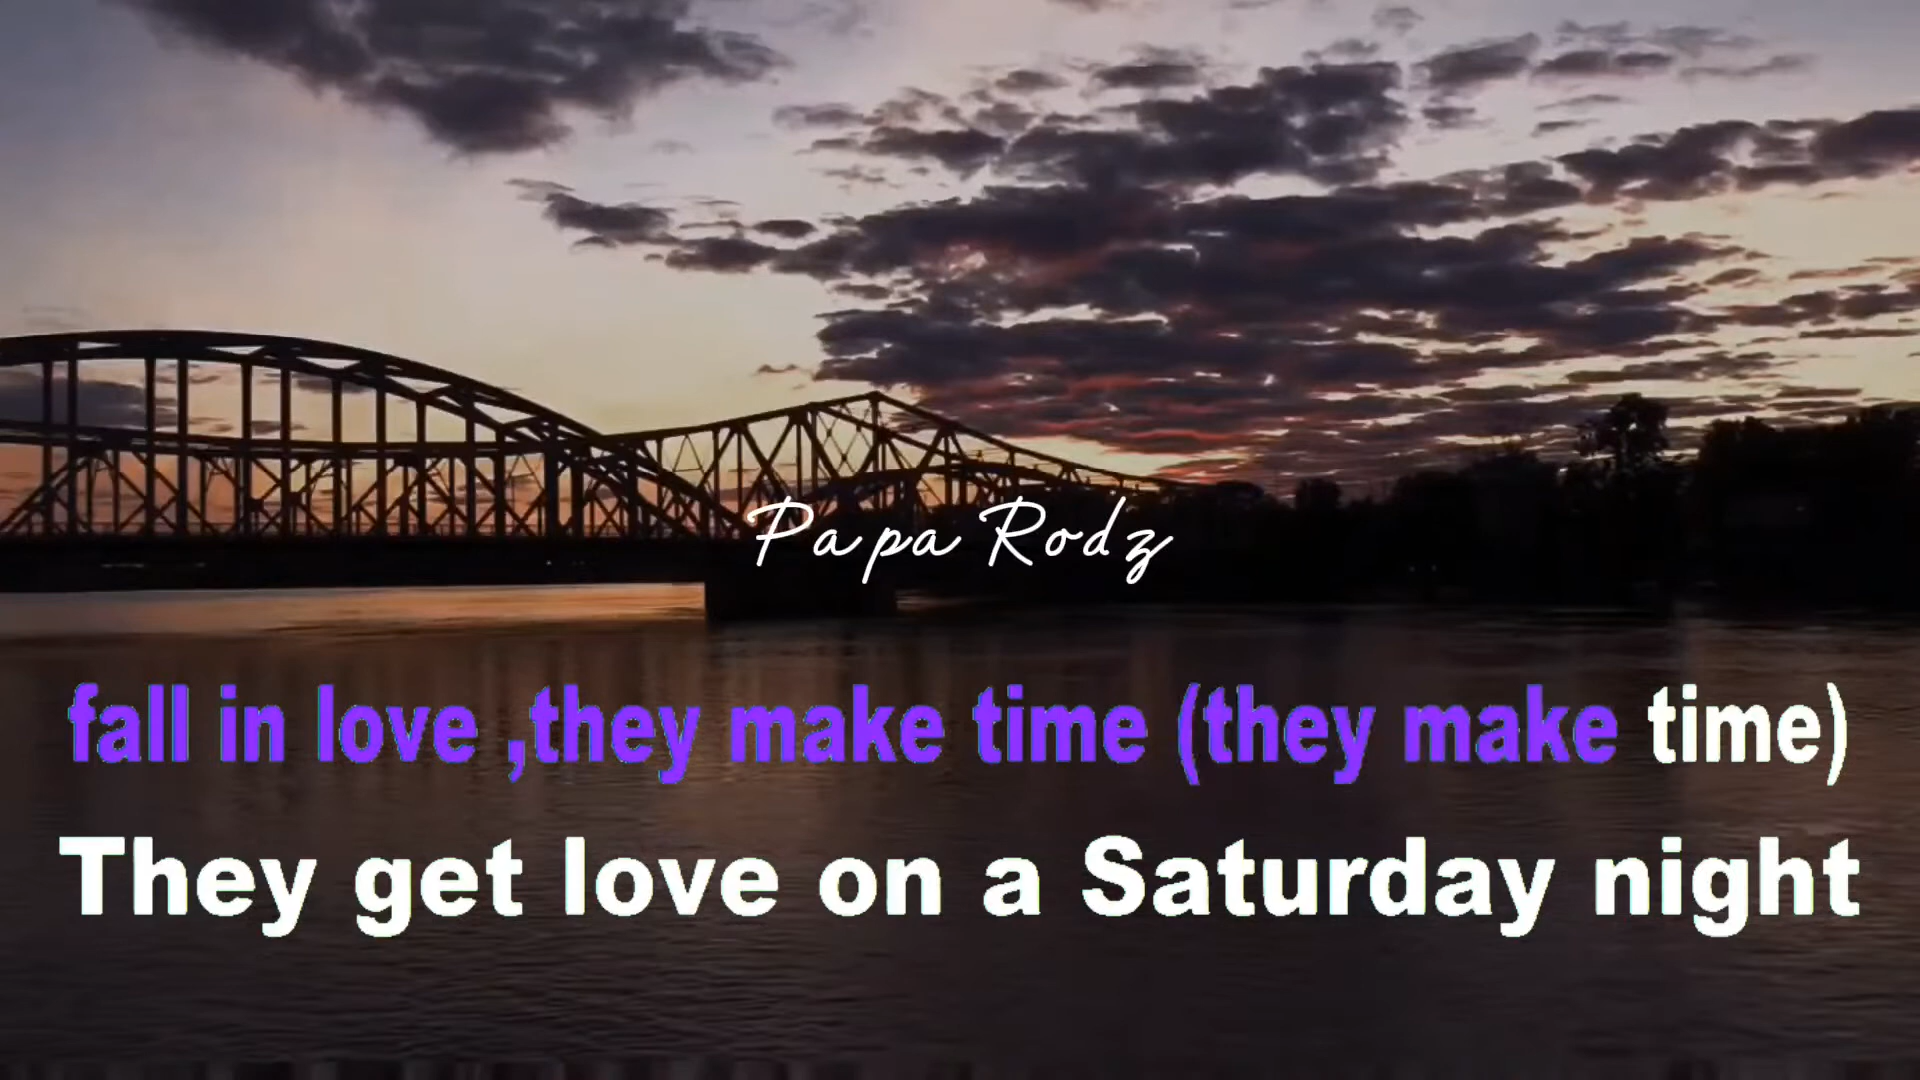 Papa Rodz
fall in love ,they make time (they make time)
They get love on a Saturday night